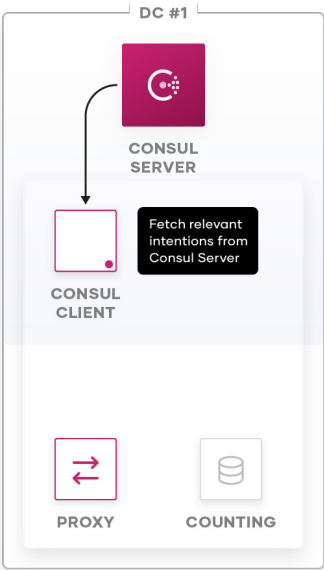 DC #1
CONSUL
SERVER
Fetch relevant
intentions from
Consul Server
CONSUL
CLIENT
PROXY
COUNTING